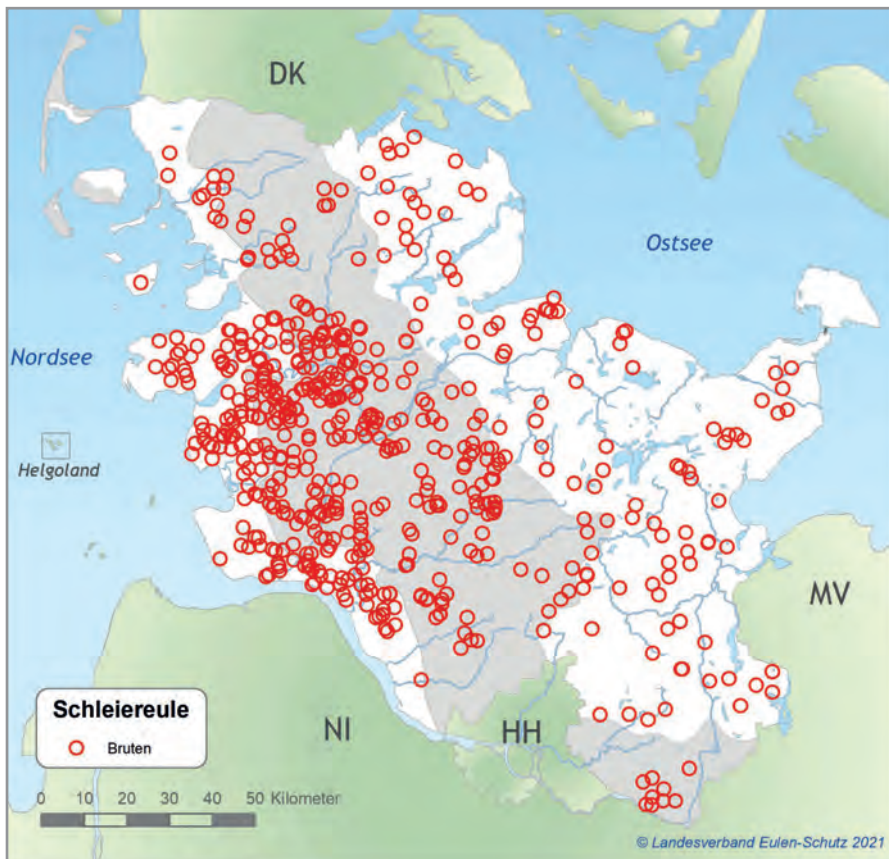 DK
Ostsee
Nordsee
Helgoland
MV
Schleiereule
Bruten
NI
HH
0 10 20 30 40 50 Kilometer
© Landesverband Eulen-Schutz 2021